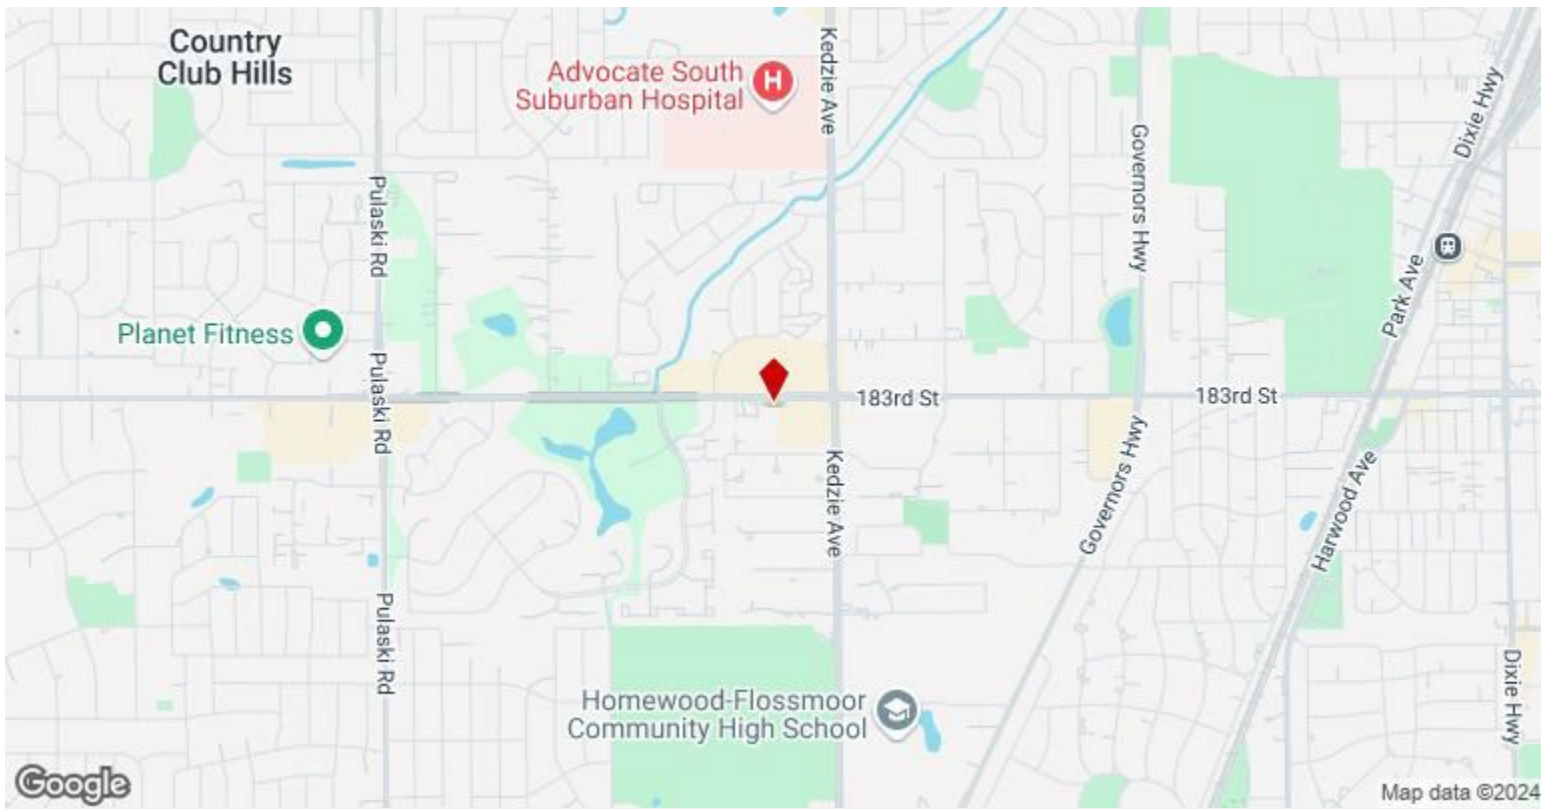 Country
Club Hills
Advocate South
Suburban Hospital
H
Kedzie Ave
Governors Hwy
Dixie Hwy
Pulaski Rd
Park Ave
Planet Fitness
Pulaski Rd
183rd St
183rd St
Governors Hwy
Kedzie Ave
Harwood Ave
Pulaski Rd
Dixie Hwy
Homewood-Flossmoor
Community High School
Google
Map data ©2024